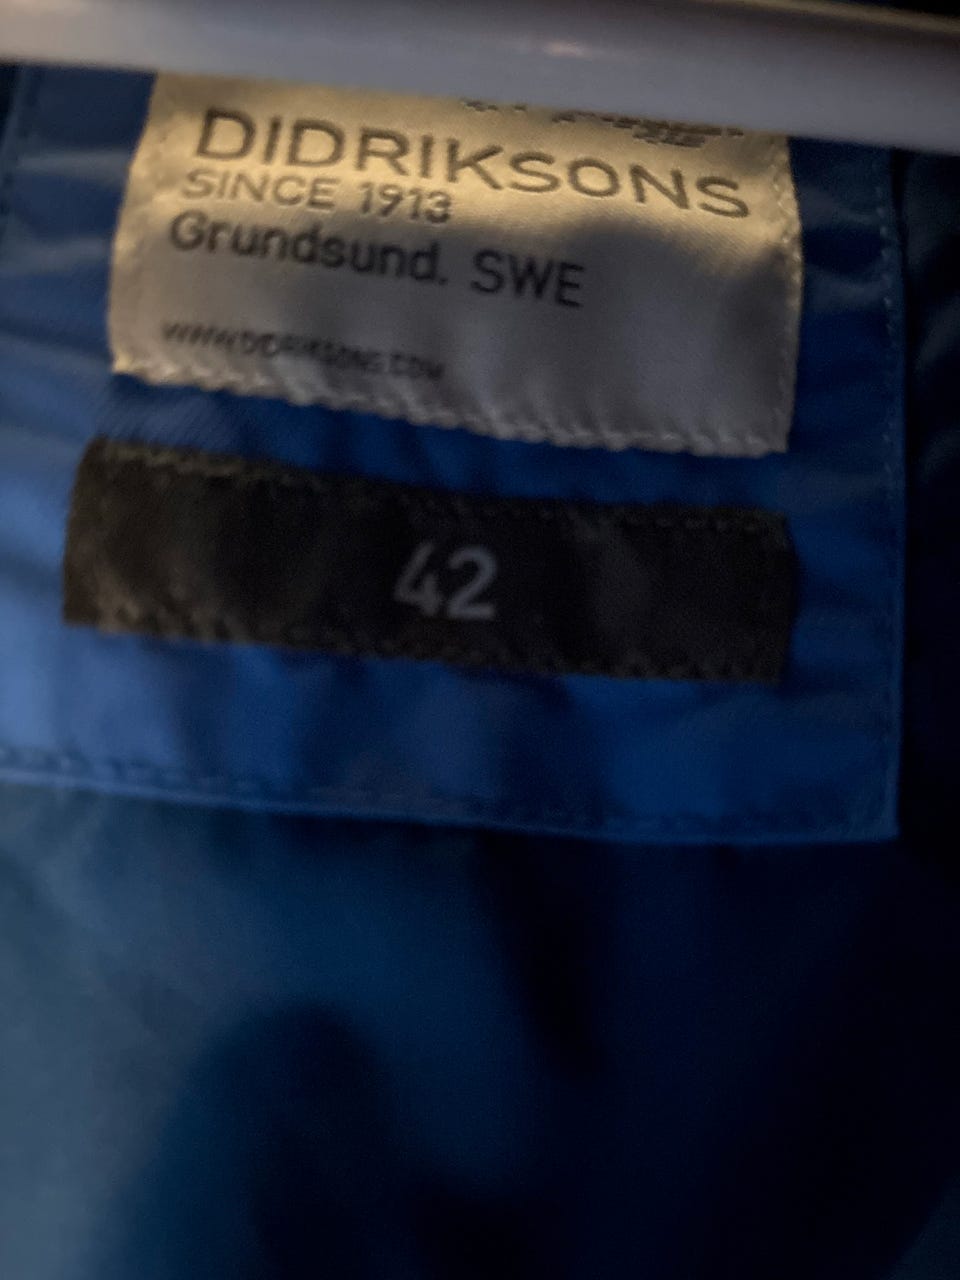 DIDRIKSONS
SINCE 1913
Grundsund. SWE
WWW.DIDRIKSONS.COM
42